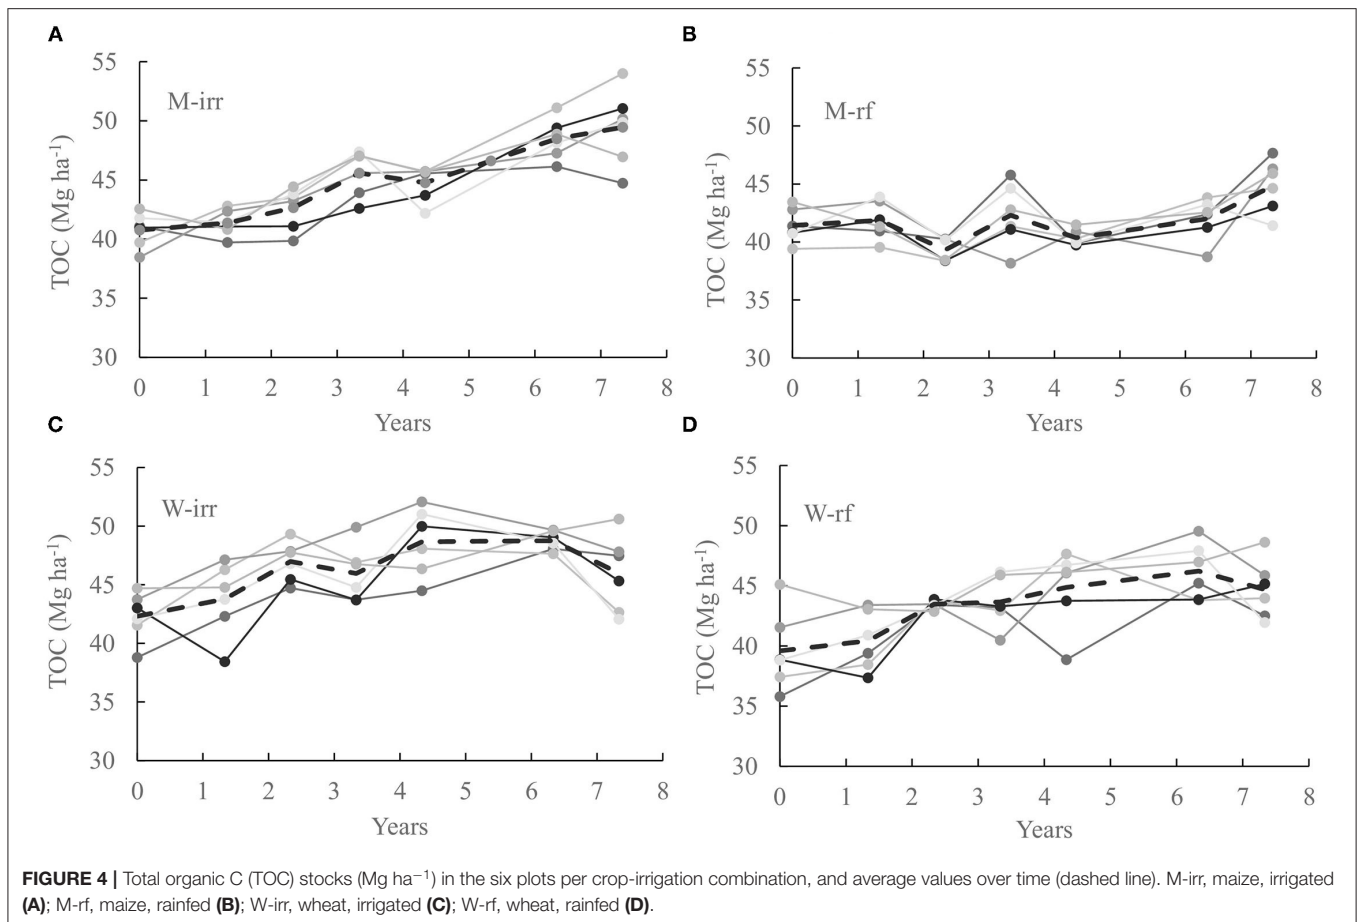 A
55
50
45
40
35
30
TOC (Mg ha-1)
M-irr
0 1 2 3 4 5 6 7 8
Years
B
55
50
45
40
35
30
TOC (Mg ha-1)
M-rf
0 1 2 3 4 5 6 7 8
Years
C
55
50
45
40
35
30
TOC (Mg ha-1)
W-irr
0 1 2 3 4 5 6 7 8
Years
D
55
50
45
40
35
30
TOC (Mg ha-1)
W-rf
0 1 2 3 4 5 6 7 8
Years
FIGURE 4 | Total organic C (TOC) stocks (Mg ha−1) in the six plots per crop-irrigation combination, and average values over time (dashed line). M-irr, maize, irrigated
(A); M-rf, maize, rainfed (B); W-irr, wheat, irrigated (C); W-rf, wheat, rainfed (D).